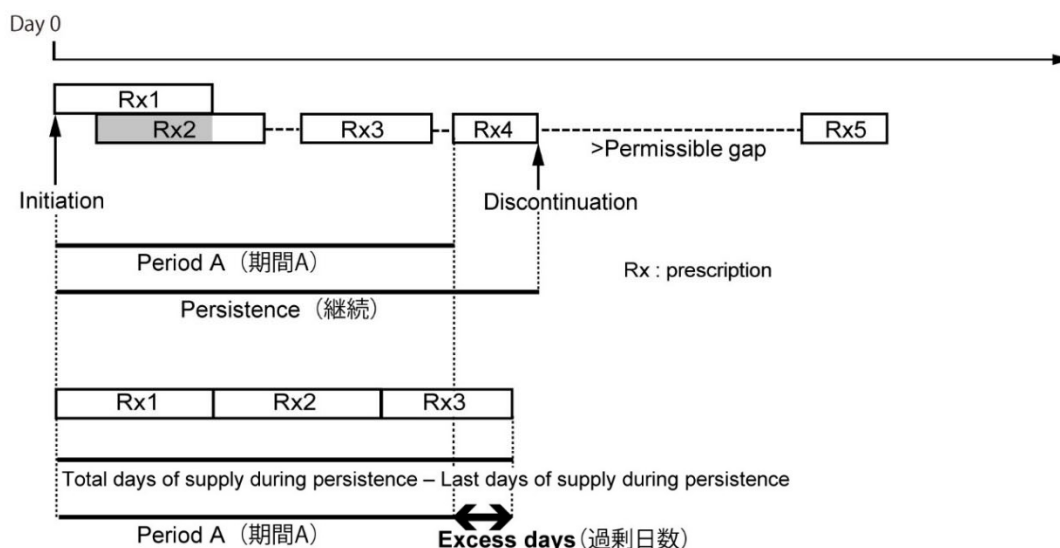 Day 0
Rx1
Rx2
Rx3
Rx4
Rx5
>Permissible gap
Initiation
Discontinuation
Period A（期間A）
Rx : prescription
Persistence（継続）
Rx1
Rx2
Rx3
Total days of supply during persistence – Last days of supply during persistence
Period A（期間A）
Excess days（過剰日数）